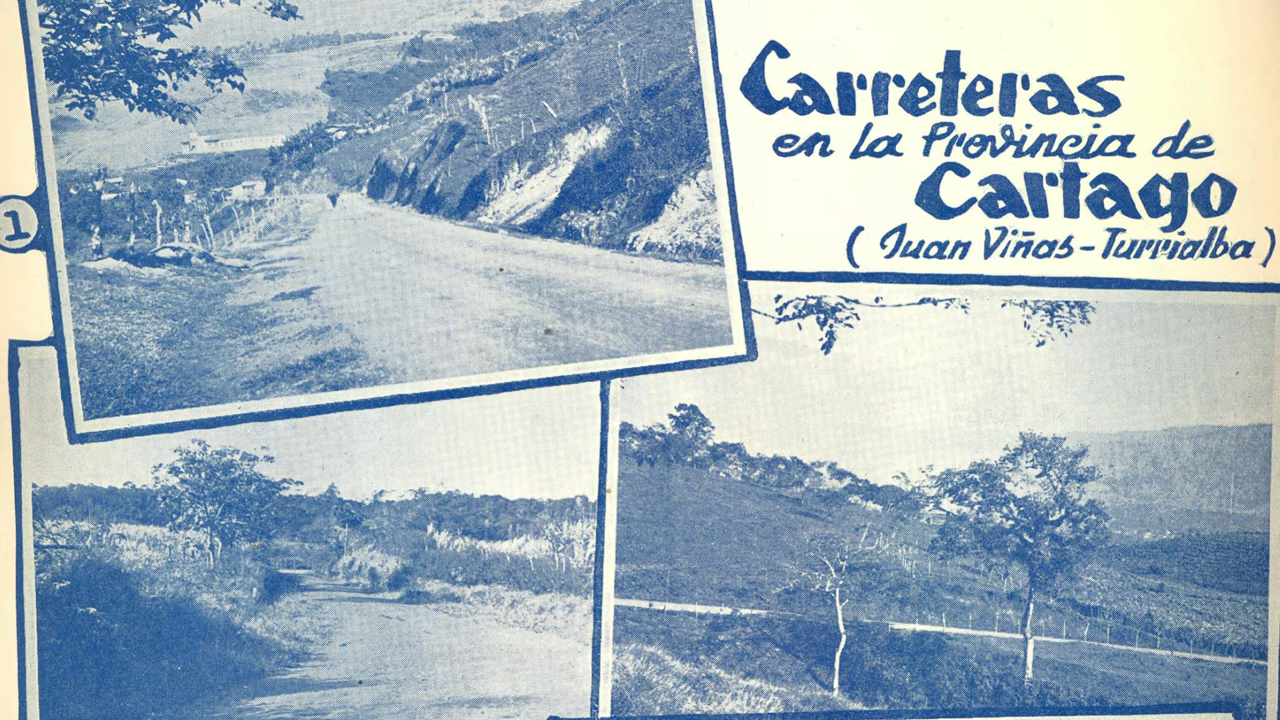 Carreteras
en la Provincia de
Cartago
(Juan Viñas-Turrialba)
1